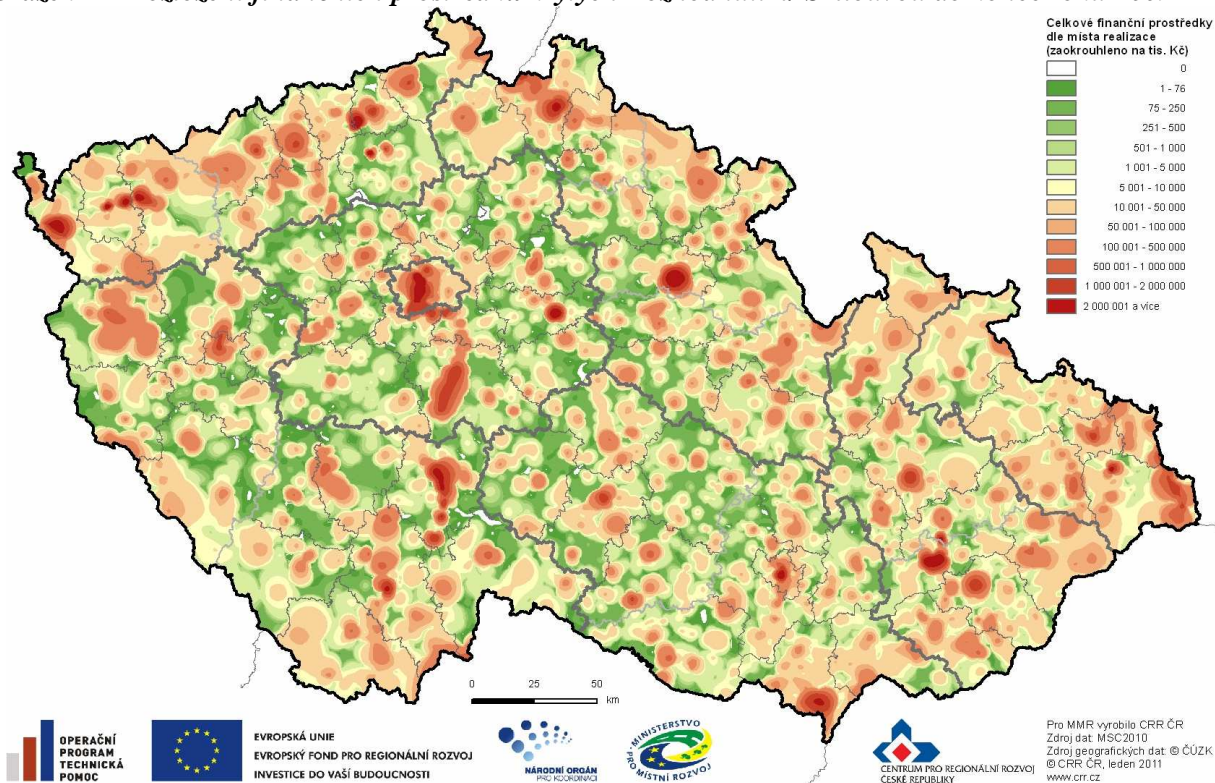 Celkové finanční prostředky
dle místa realizace
(zaokrouhleno na tis. Kč)
0
1 - 76
75 - 250
251 - 500
501 - 1 000
1 001 - 5 000
5 001 - 10 000
10 001 - 50 000
50 001 - 100 000
100 001 - 500 000
500 001 - 1 000 000
1 000 001 - 2 000 000
2 000 001 a více
0 25 50
km
OPERAČNÍ
PROGRAM
TECHNICKÁ
POMOC
EVROPSKÁ UNIE
EVROPSKÝ FOND PRO REGIONÁLNÍ ROZVOJ
INVESTICE DO VAŠÍ BUDOUCNOSTI
NÁRODNÍ ORGÁN
PRO KOORDINACI
MINISTERSTVO
PRO MÍSTNÍ ROZVOJ
CENTRUM PRO REGIONÁLNÍ ROZVOJ
ČESKÉ REPUBLIKY
Pro MMR vyrobilo CRR ČR
Zdroj dat: MSC2010
Zdroj geogr. dat: © ČÚZK
© CRR ČR, leden 2011
www.crr.cz